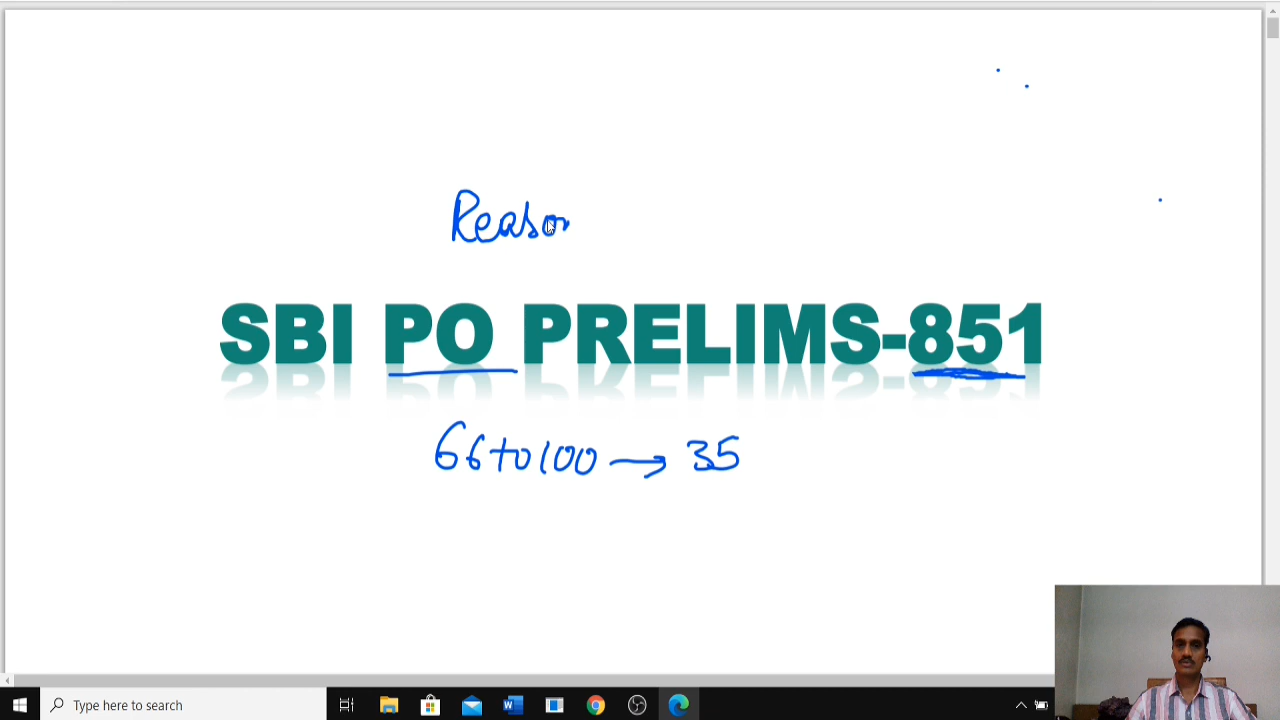 Reason
SBI PO PRELIMS-851
66 to 100 → 35
Type here to search